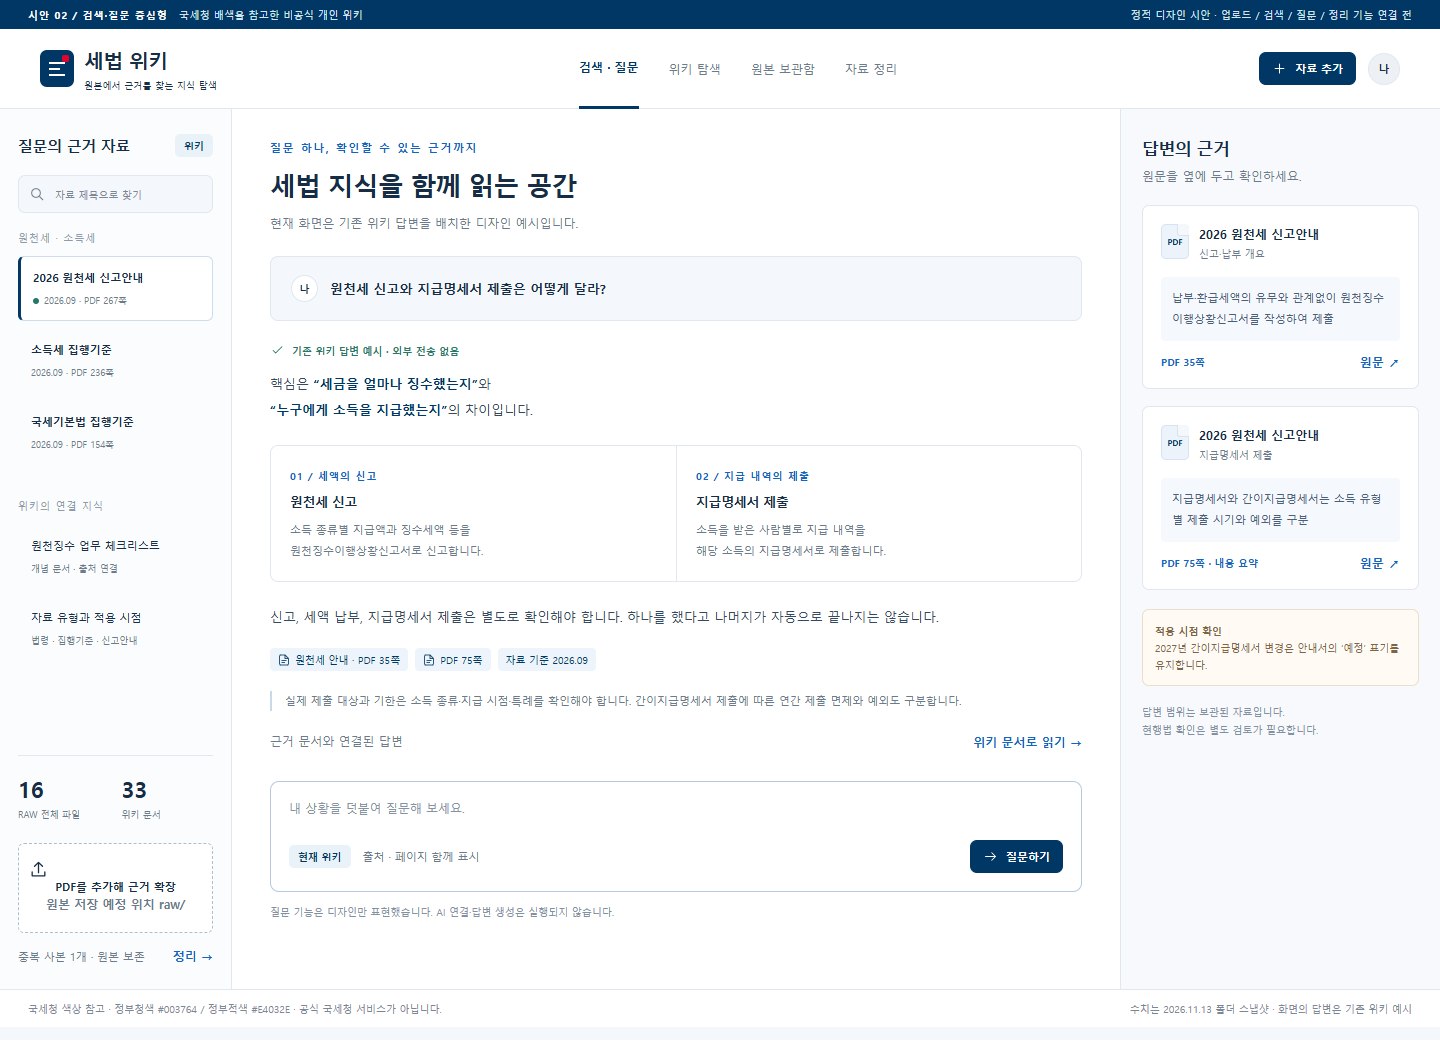 시안 02 / 검색·질문 중심형 국세청 배색을 참고한 비공식 개인 위키
정적 디자인 시안 · 업로드 / 검색 / 질문 / 정리 기능 연결 전
세법 위키
원본에서 근거를 찾는 지식 탐색
검색 · 질문
위키 탐색
원본 보관함
자료 정리
자료 추가
나
질문의 근거 자료
위키
자료 제목으로 찾기
원천세 · 소득세
2026 원천세 신고안내
2026.09 · PDF 267쪽
소득세 집행기준
2026.09 · PDF 236쪽
국세기본법 집행기준
2026.09 · PDF 154쪽
위키의 연결 지식
원천징수 업무 체크리스트
개념 문서 · 출처 연결
자료 유형과 적용 시점
법령 · 집행기준 · 신고안내
16
RAW 전체 파일
33
위키 문서
PDF를 추가해 근거 확장
원본 저장 예정 위치 raw/
중복 사본 1개 · 원본 보존
정리 →
질문 하나, 확인할 수 있는 근거까지
세법 지식을 함께 읽는 공간
현재 화면은 기존 위키 답변을 배치한 디자인 예시입니다.
나
원천세 신고와 지급명세서 제출은 어떻게 달라?
기존 위키 답변 예시 · 외부 전송 없음
핵심은 “세금을 얼마나 징수했는지”와
“누구에게 소득을 지급했는지”의 차이입니다.
01 / 세액의 신고
원천세 신고
소득 종류별 지급액과 징수세액 등을
원천징수이행상황신고서로 신고합니다.
02 / 지급 내역의 제출
지급명세서 제출
소득을 받은 사람별로 지급 내역을
해당 소득의 지급명세서로 제출합니다.
신고, 세액 납부, 지급명세서 제출은 별도로 확인해야 합니다. 하나를 했다고 나머지가 자동으로 끝나지는 않습니다.
원천세 안내 · PDF 35쪽
PDF 75쪽
자료 기준 2026.09
실제 제출 대상과 기한은 소득 종류·지급 시점·특례를 확인해야 합니다. 간이지급명세서 제출에 따른 연간 제출 면제와 예외도 구분합니다.
근거 문서와 연결된 답변
위키 문서로 읽기 →
내 상황을 덧붙여 질문해 보세요.
현재 위키
출처 · 페이지 함께 표시
→ 질문하기
질문 기능은 디자인만 표현했습니다. AI 연결·답변 생성은 실행되지 않습니다.
답변의 근거
원문을 옆에 두고 확인하세요.
PDF
2026 원천세 신고안내
신고·납부 개요
납부·환급세액의 유무와 관계없이 원천징수
이행상황신고서를 작성하여 제출
PDF 35쪽
원문 ↗
PDF
2026 원천세 신고안내
지급명세서 제출
지급명세서와 간이지급명세서는 소득 유형
별 제출 시기와 예외를 구분
PDF 75쪽 · 내용 요약
원문 ↗
적용 시점 확인
2027년 간이지급명세서 변경은 안내서의 ‘예정’ 표기를
유지합니다.
답변 범위는 보관된 자료입니다.
현행법 확인은 별도 검토가 필요합니다.
국세청 색상 참고 · 정부청색 #003764 / 정부적색 #E4032E · 공식 국세청 서비스가 아닙니다.
수치는 2026.11.13 폴더 스냅샷 · 화면의 답변은 기존 위키 예시